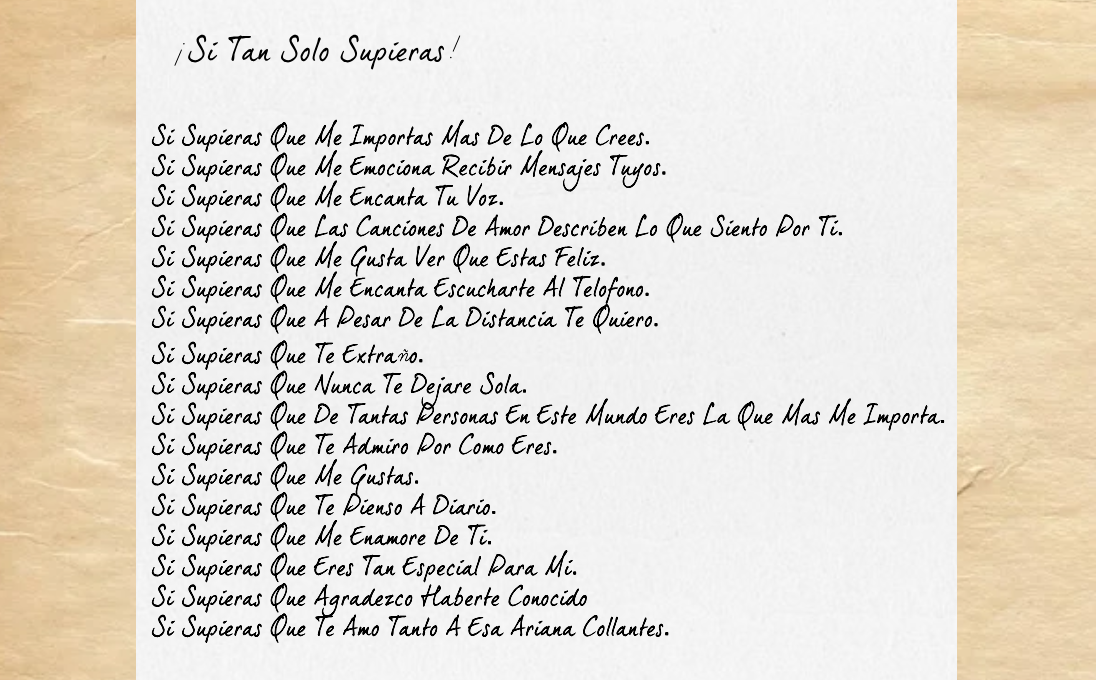 ¡Si Tan Solo Supieras!
Si Supieras Que Me Importas Mas De Lo Que Crees.
Si Supieras Que Me Emociona Recibir Mensajes Tuyos.
Si Supieras Que Me Encanta Tu Voz.
Si Supieras Que Las Canciones De Amor Describen Lo Que Siento Por Ti.
Si Supieras Que Me Gusta Ver Que Estas Feliz.
Si Supieras Que Me Encanta Escucharte Al Telofono.
Si Supieras Que A Pesar De La Distancia Te Quiero.
Si Supieras Que Te Extraño.
Si Supieras Que Nunca Te Dejare Sola.
Si Supieras Que De Tantas Personas En Este Mundo Eres La Que Mas Me Importa.
Si Supieras Que Te Admiro Por Como Eres.
Si Supieras Que Me Gustas.
Si Supieras Que Te Pienso A Diario.
Si Supieras Que Me Enamore De Ti.
Si Supieras Que Eres Tan Especial Para Mi.
Si Supieras Que Agradezco Haberte Conocido
Si Supieras Que Te Amo Tanto A Esa Ariana Collantes.